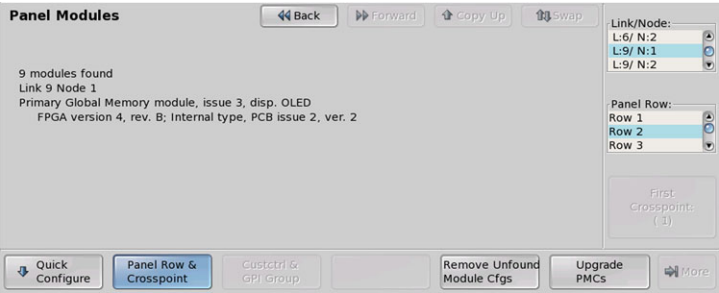 Panel Modules
Back
Forward
Copy Up
Swap
Link/Node:
L:6/ N:2
L:9/ N:1
L:9/ N:2
9 modules found
Link 9 Node 1
Primary Global Memory module, issue 3, disp. OLED
FPGA version 4, rev. B; Internal type, PCB issue 2, ver. 2
Panel Row:
Row 1
Row 2
Row 3
First
Crosspoint:
( 1)
Quick
Configure
Panel Row &
Crosspoint
Custctrl &
GPI Group
Remove Unfound
Module Cfgs
Upgrade
PMCs
More